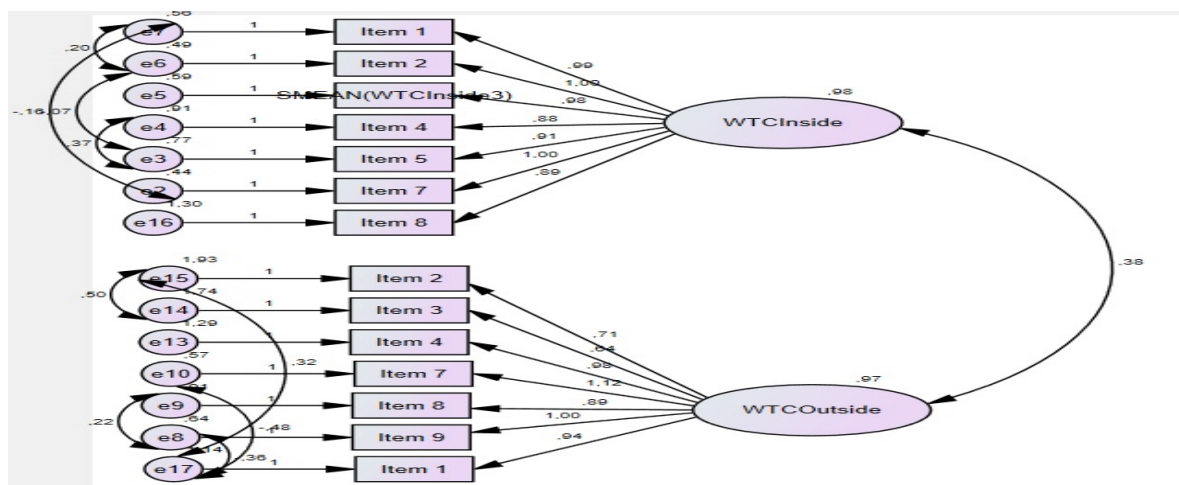 .56
e7 1 Item 1
.20 .49
e6 1 Item 2 .99
.59 1.09 .98
e5 1 SMEAN(WTCInside3) .98
-.16 .07 .91 .88 WTCInside
e4 1 Item 4
.37 .77 .91
e3 1 Item 5 1.00
.44 .89
e2 1 Item 7
1.30
e16 1 Item 8
.38
1.93
e15 1 Item 2
.50 .74
e14 1 Item 3
1.29 .71
e13 1 Item 4 .64
.57 .32 .98
e10 1 Item 7 1.12 .97
.89
e9 1 Item 8 WTCOutside
.22 .64 -.48 1.00
e8 1 Item 9 .94
.14 .36
e17 1 Item 1